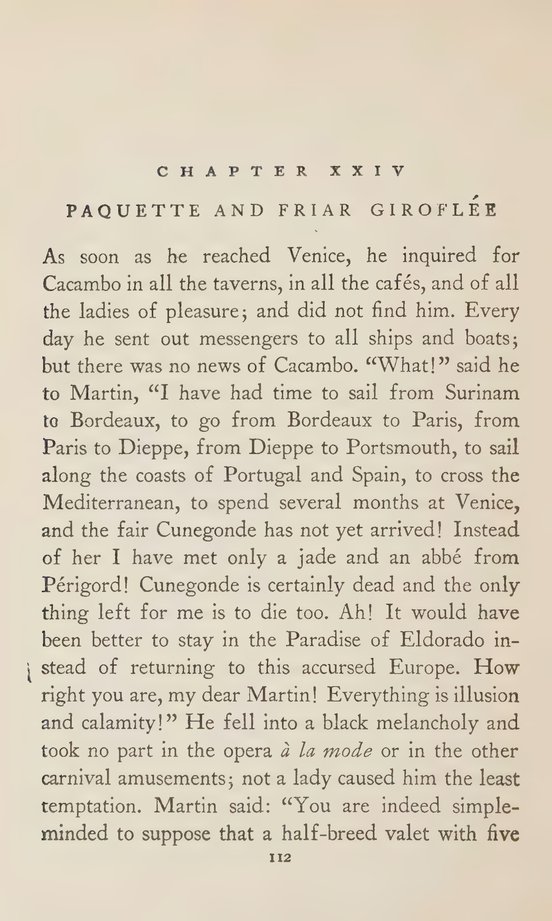 CHAPTER XXIV
PAQUETTE AND FRIAR GIROFLÉE
As soon as he reached Venice, he inquired for
Cacambo in all the taverns, in all the cafés, and of all
the ladies of pleasure; and did not find him. Every
day he sent out messengers to all ships and boats;
but there was no news of Cacambo. “What!” said he
to Martin, “I have had time to sail from Surinam
to Bordeaux, to go from Bordeaux to Paris, from
Paris to Dieppe, from Dieppe to Portsmouth, to sail
along the coasts of Portugal and Spain, to cross the
Mediterranean, to spend several months at Venice,
and the fair Cunegonde has not yet arrived! Instead
of her I have met only a jade and an abbé from
Périgord! Cunegonde is certainly dead and the only
thing left for me is to die too. Ah! It would have
been better to stay in the Paradise of Eldorado in-
stead of returning to this accursed Europe. How
right you are, my dear Martin! Everything is illusion
and calamity!” He fell into a black melancholy and
took no part in the opera à la mode or in the other
carnival amusements; not a lady caused him the least
temptation. Martin said: “You are indeed simple-
minded to suppose that a half-breed valet with five
112